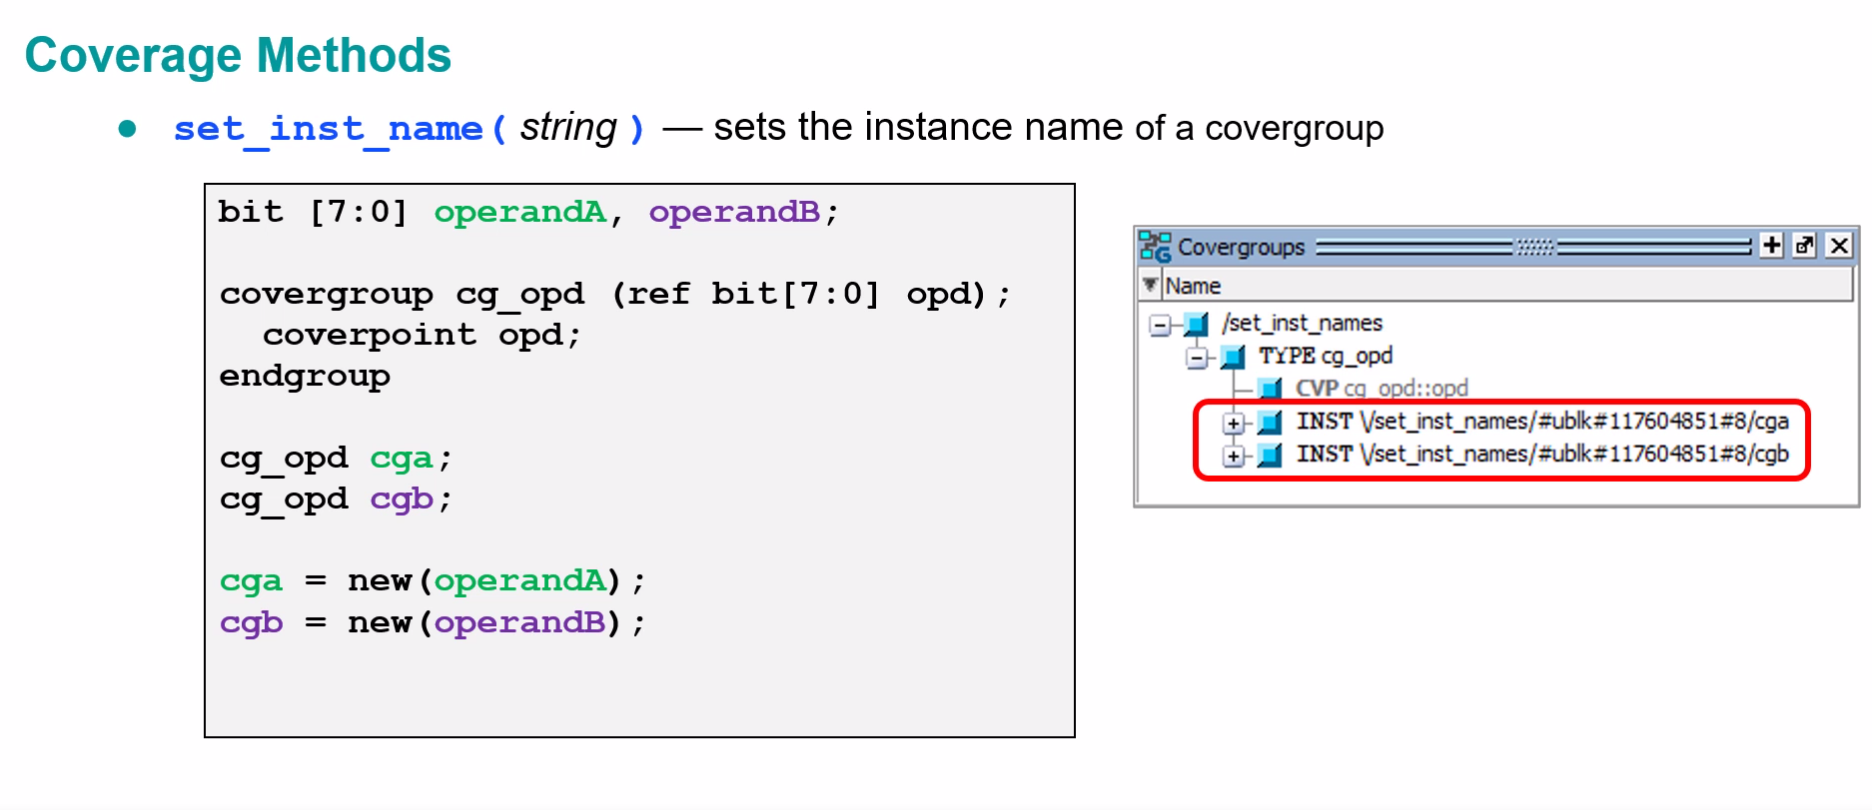 Coverage Methods
● set_inst_name( string ) — sets the instance name of a covergroup
bit [7:0] operandA, operandB;
covergroup cg_opd (ref bit[7:0] opd);
coverpoint opd;
endgroup
cg_opd cga;
cg_opd cgb;
cga = new(operandA);
cgb = new(operandB);
Covergroups
Name
/set_inst_names
TYPE cg_opd
CVP cg_opd::opd
INST \/set_inst_names/#ublk#117604851#8/cga
INST \/set_inst_names/#ublk#117604851#8/cgb